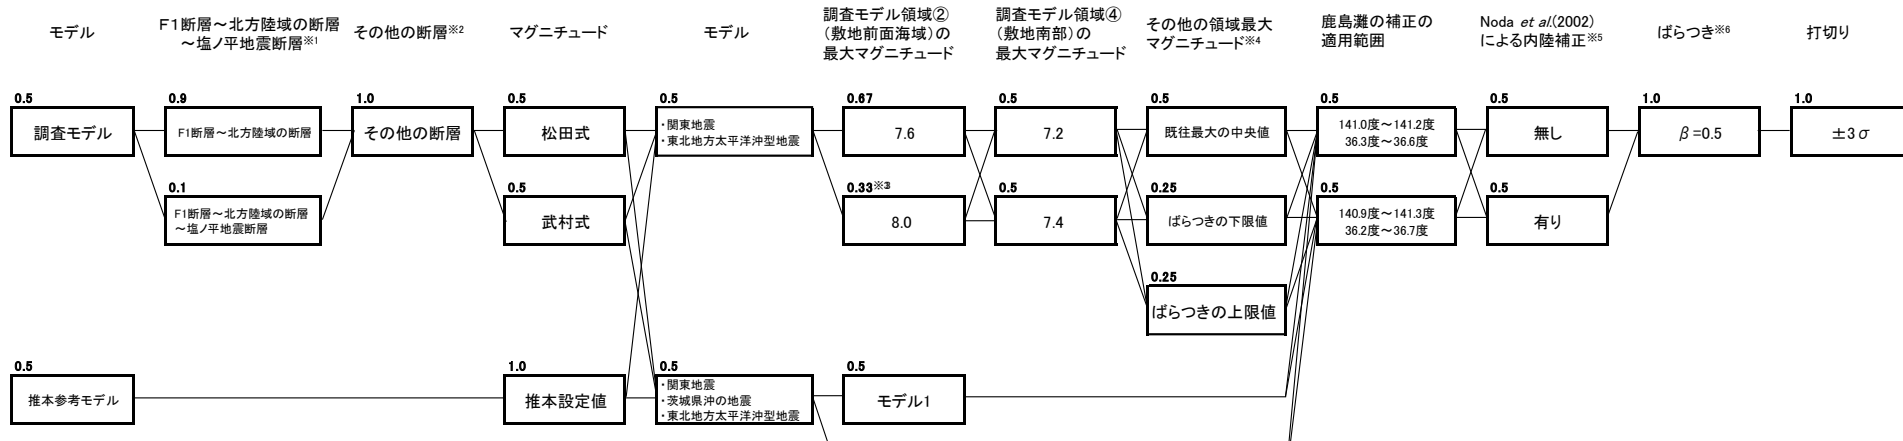 モデル
F1断層～北方陸域の断層
～塩ノ平地震断層※1
その他の断層※2
マグニチュード
モデル
調査モデル領域②
(敷地前面海域)の
最大マグニチュード
調査モデル領域④
(敷地南部)の
最大マグニチュード
その他の領域最大
マグニチュード※4
鹿島灘の補正の
適用範囲
Noda et al.(2002)
による内陸補正※5
ばらつき※6
打切り
0.5
調査モデル
0.9
F1断層～北方陸域の断層
1.0
その他の断層
0.5
松田式
0.5
・関東地震
・東北地方太平洋沖型地震
0.67
7.6
0.5
7.2
0.5
既往最大の中央値
0.5
141.0度～141.2度
36.3度～36.6度
0.5
無し
1.0
β=0.5
1.0
±3σ
0.1
F1断層～北方陸域の断層
～塩ノ平地震断層
0.5
武村式
0.33※3
8.0
0.5
7.4
0.25
ばらつきの下限値
0.5
140.9度～141.3度
36.2度～36.7度
0.5
有り
0.25
ばらつきの上限値
0.5
推本参考モデル
1.0
推本設定値
0.5
・関東地震
・茨城県沖の地震
・東北地方太平洋沖型地震
0.5
モデル1